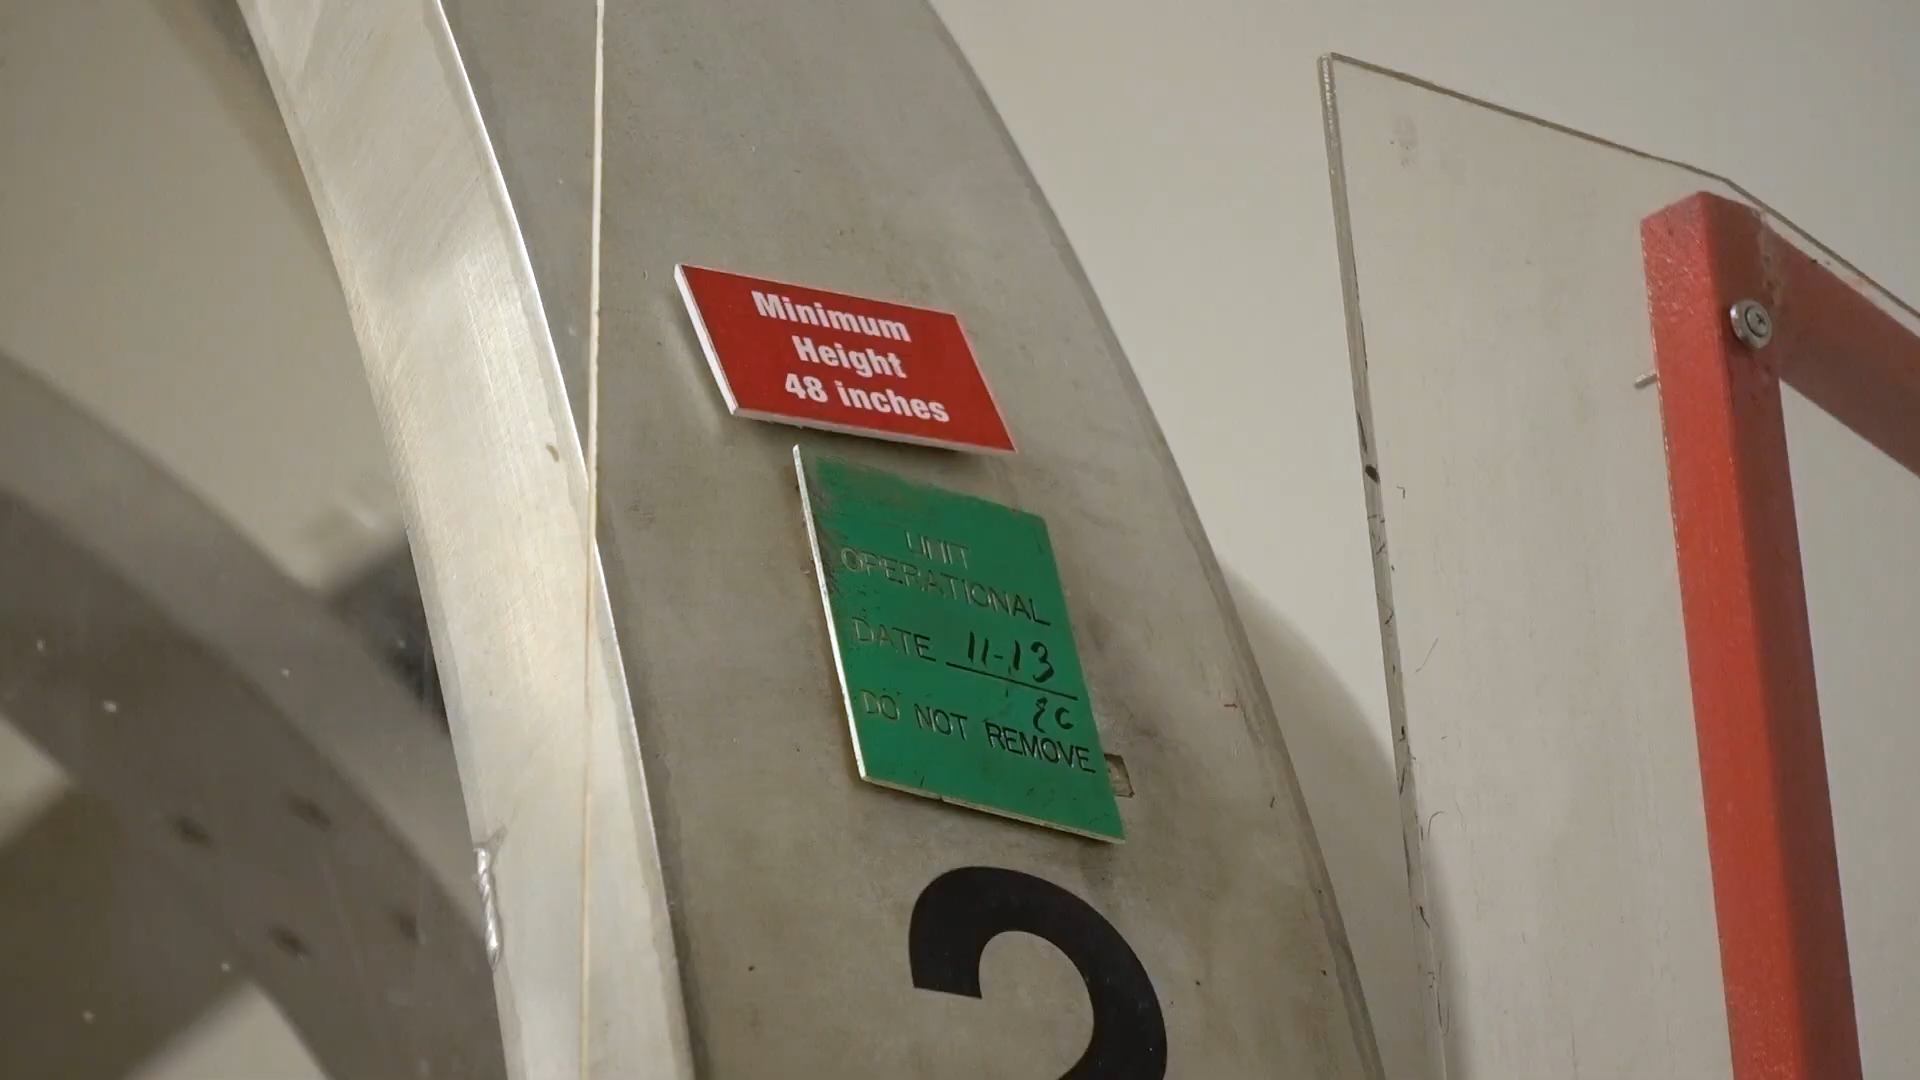 Minimum
Height
48 inches
UNIT
OPERATIONAL
DATE 11-13
DO NOT REMOVE
2